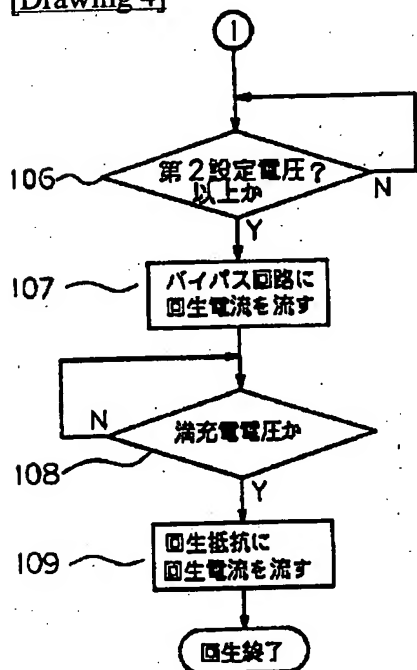 [Drawing 4]
1
106
第2設定電圧?
以上か
N
Y
107
バイパス回路に
回生電流を流す
N
満充電電圧か
108
Y
109
回生抵抗に
回生電流を流す
回生終了